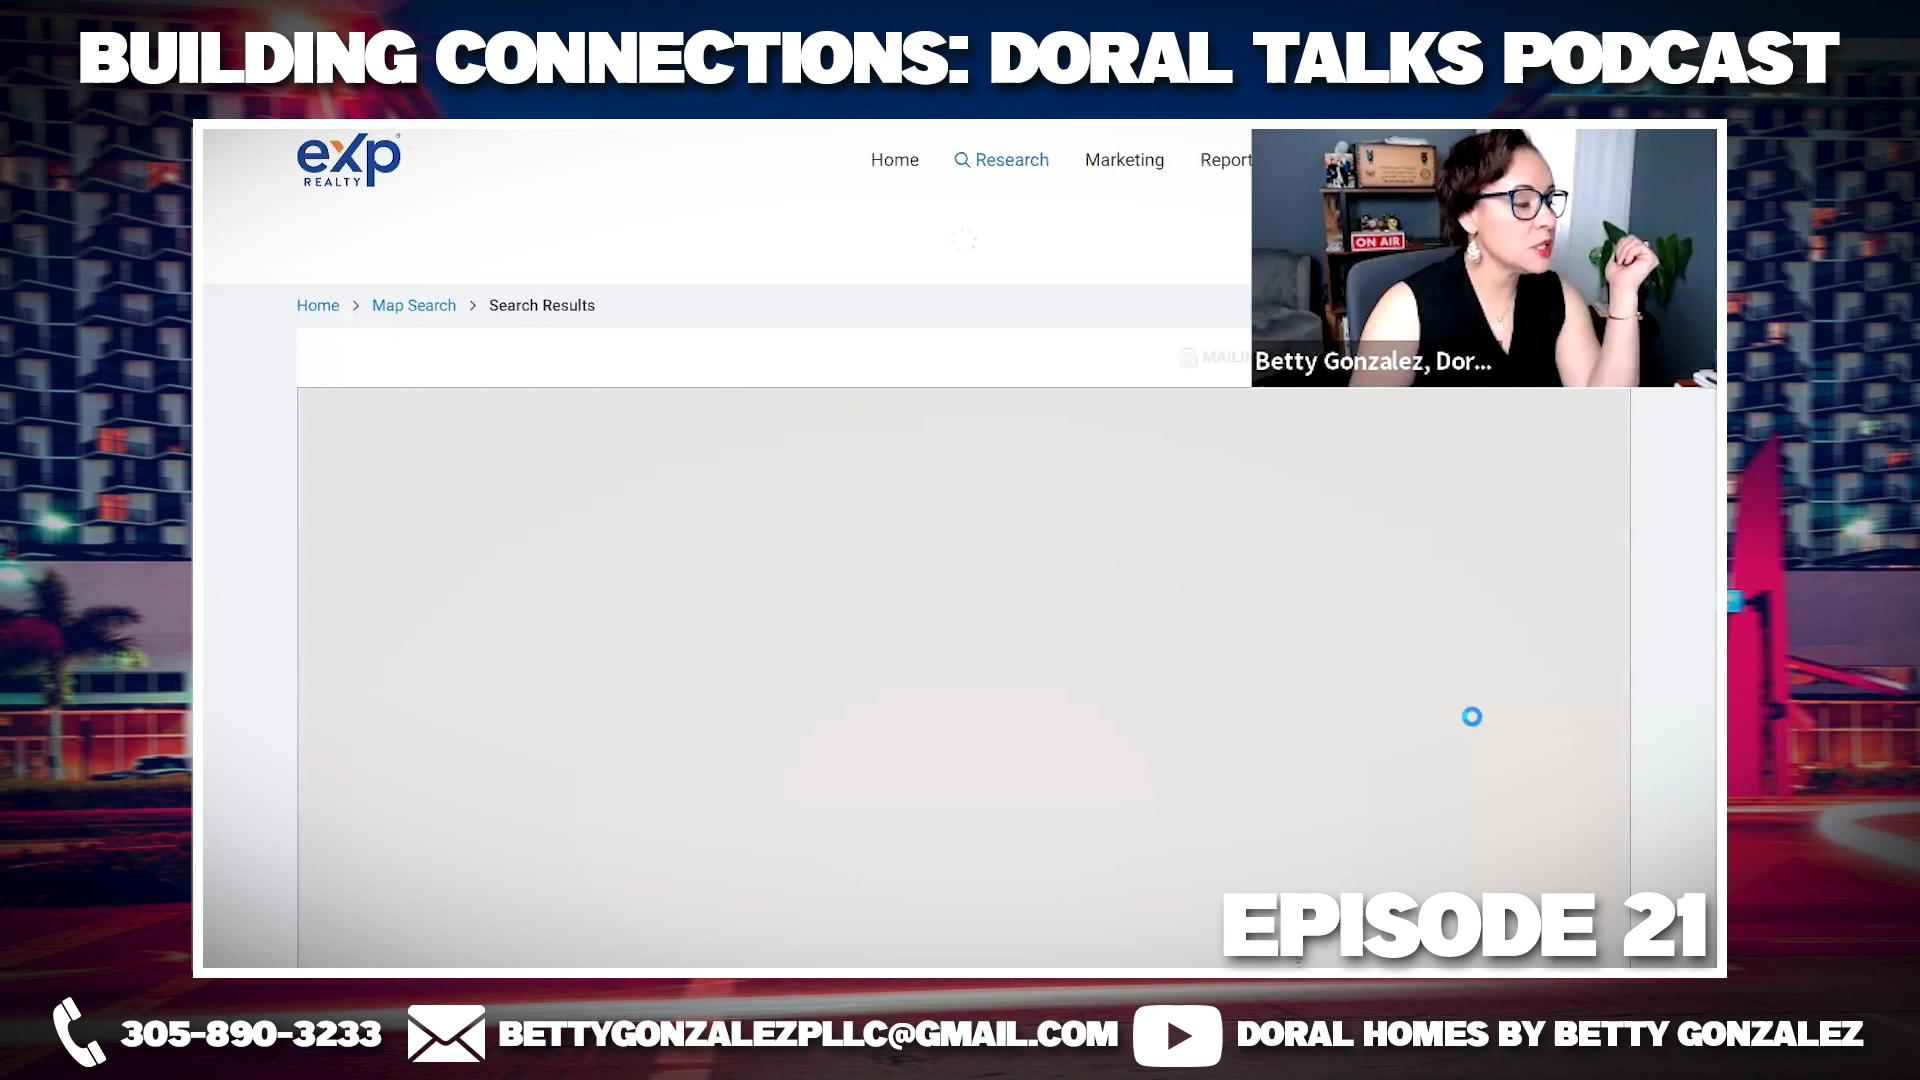 BUILDING CONNECTIONS: DORAL TALKS PODCAST
exp
REALTY
Home Research Marketing Report
ON AIR
Home > Map Search > Search Results
Betty Gonzalez, Dor...
EPISODE 21
305-890-3233 BETTYGONZALEZPLLC@GMAIL.COM DORAL HOMES BY BETTY GONZALEZ